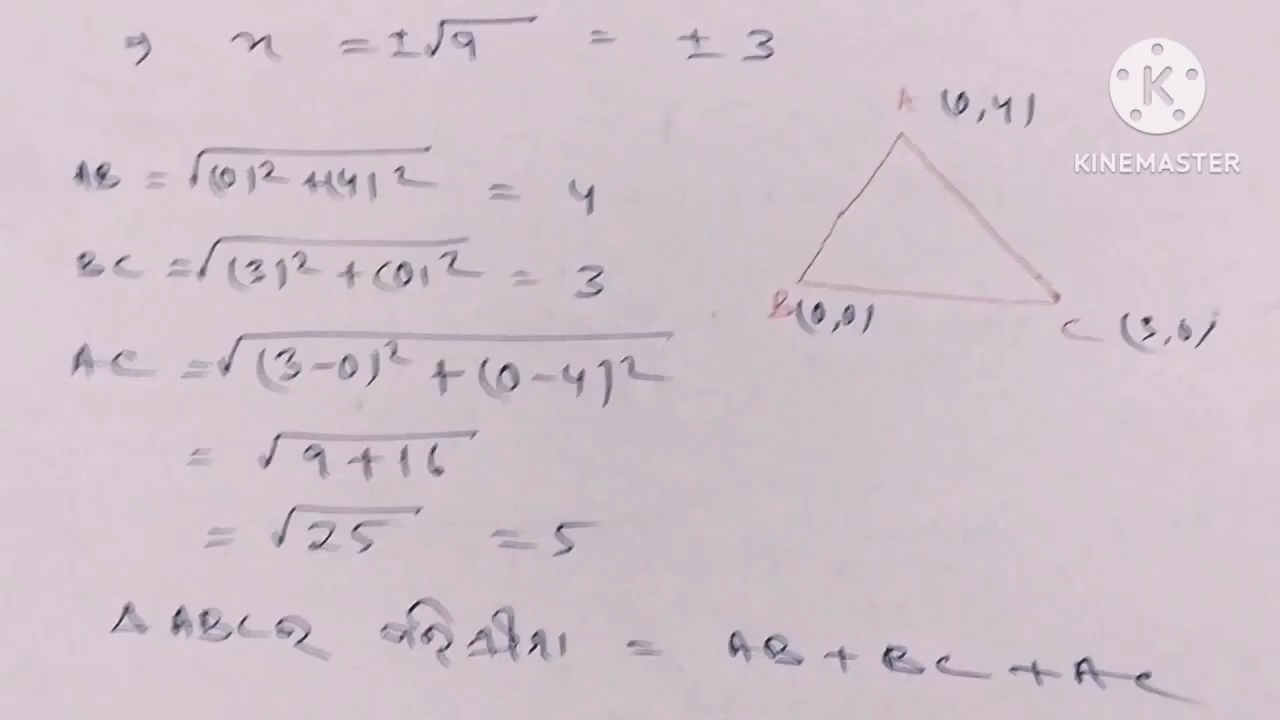 ⇒ x = ±√9 = ±3
A (0,4)
KINEMASTER
AB = √(0)² + (4)² = 4
BC = √(3)² + (0)² = 3
B(0,0)
C (3,0)
AC = √(3-0)² + (0-4)²
= √9+16
= √25 = 5
Δ ABCର ପରିସୀମା = AB + BC + AC